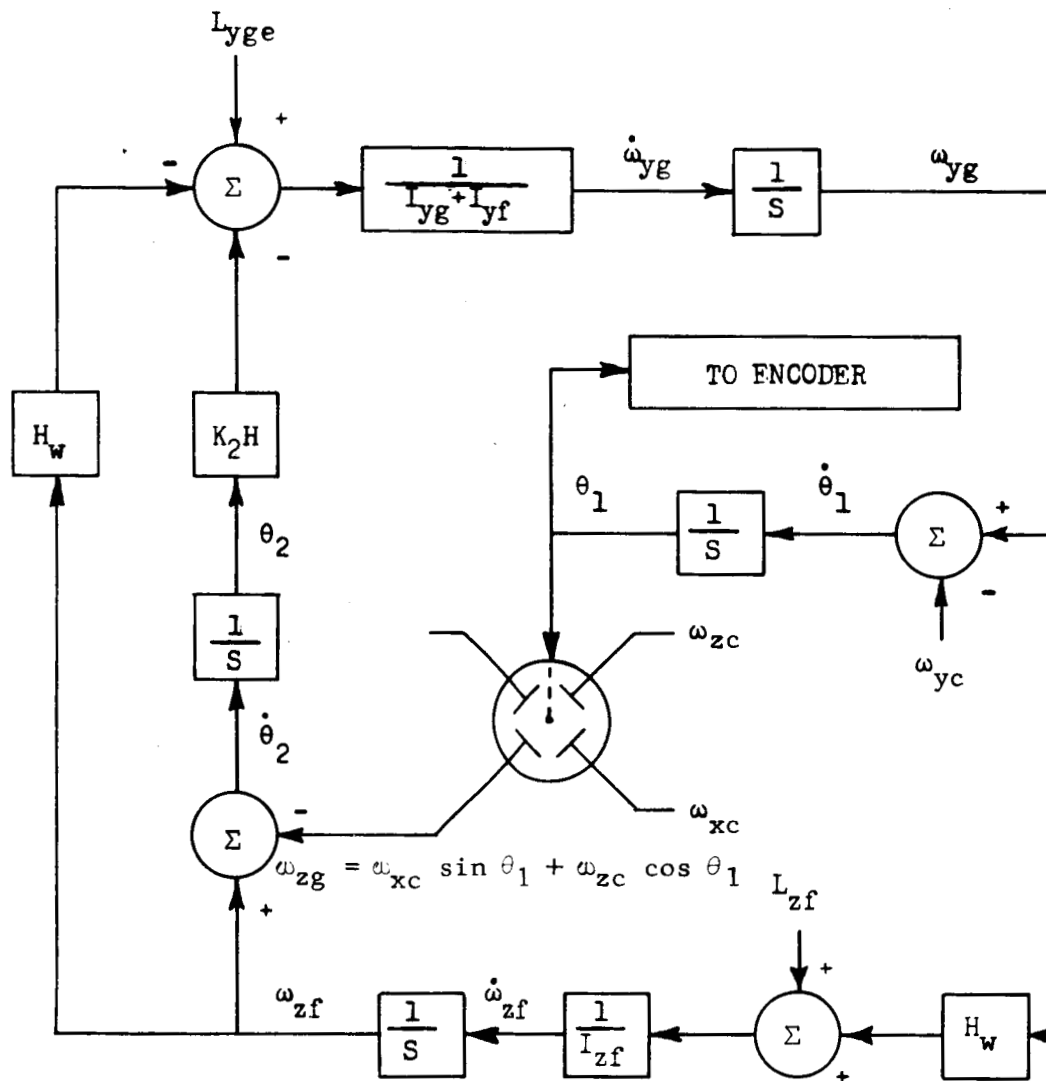 L_yge
+
-
Σ
-
1
I_yg + I_yf
ω̇_yg
1
S
ω_yg
TO ENCODER
H_w
K_2H
θ_1
1
S
θ̇_1
+
Σ
-
θ_2
ω_yc
1
S
ω_zc
θ̇_2
-
Σ
ω_xc
ω_zg = ω_xc sin θ_1 + ω_zc cos θ_1
+
L_zf
+
ω_zf
1
S
ω̇_zf
1
I_zf
Σ
+
H_w